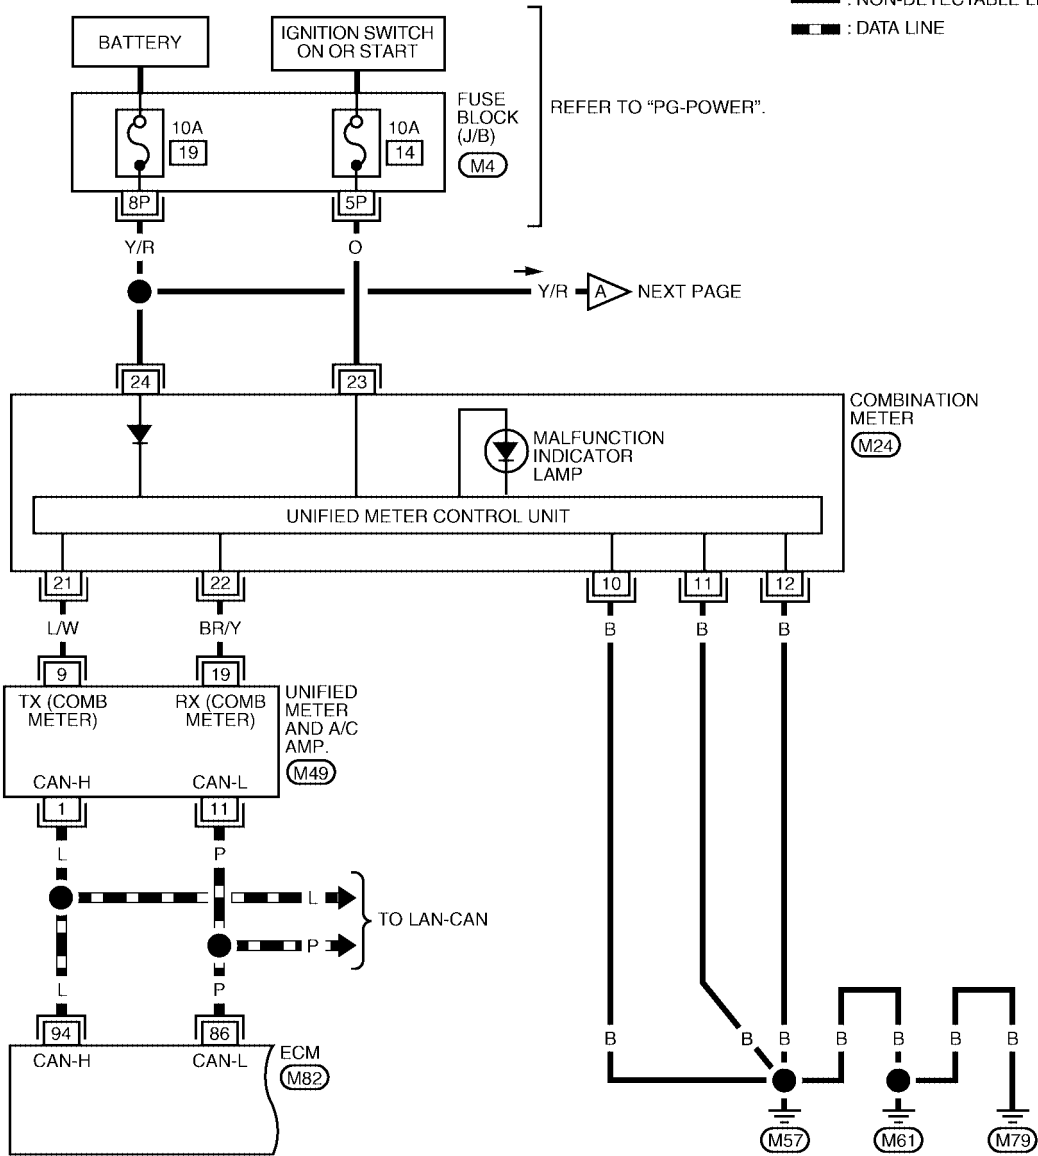 : NON-DETECTABLE
: DATA LINE
BATTERY
IGNITION SWITCH
ON OR START
FUSE
BLOCK
(J/B)
M4
REFER TO “PG-POWER”.
10A
19
10A
14
8P
5P
Y/R
O
Y/R
A
NEXT PAGE
24
23
COMBINATION
METER
M24
MALFUNCTION
INDICATOR
LAMP
UNIFIED METER CONTROL UNIT
21
22
10
11
12
L/W
BR/Y
B
B
B
9
19
TX (COMB
METER)
RX (COMB
METER)
UNIFIED
METER
AND A/C
AMP.
M49
CAN-H
CAN-L
1
11
L
P
L
P
TO LAN-CAN
L
P
94
86
CAN-H
CAN-L
ECM
M82
B
B
B
B
B
B
B
M57
M61
M79